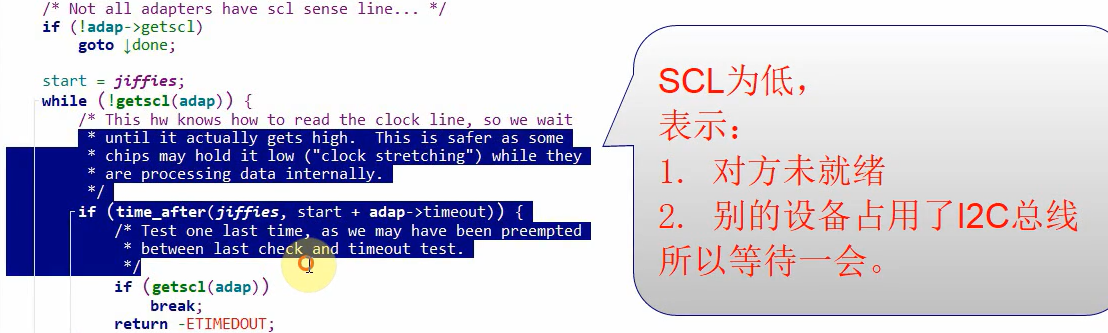 /* Not all adapters have scl sense line... */
if (!adap->getscl)
goto ↓done;
start = jiffies;
while (!getscl(adap)) {
/* This hw knows how to read the clock line, so we wait
* until it actually gets high.  This is safer as some
* chips may hold it low ("clock stretching") while they
* are processing data internally.
*/
if (time_after(jiffies, start + adap->timeout)) {
/* Test one last time, as we may have been preempted
* between last check and timeout test.
*/
if (getscl(adap))
break;
return -ETIMEDOUT;
SCL为低，
表示：
1. 对方未就绪
2. 别的设备占用了I2C总线
所以等待一会。